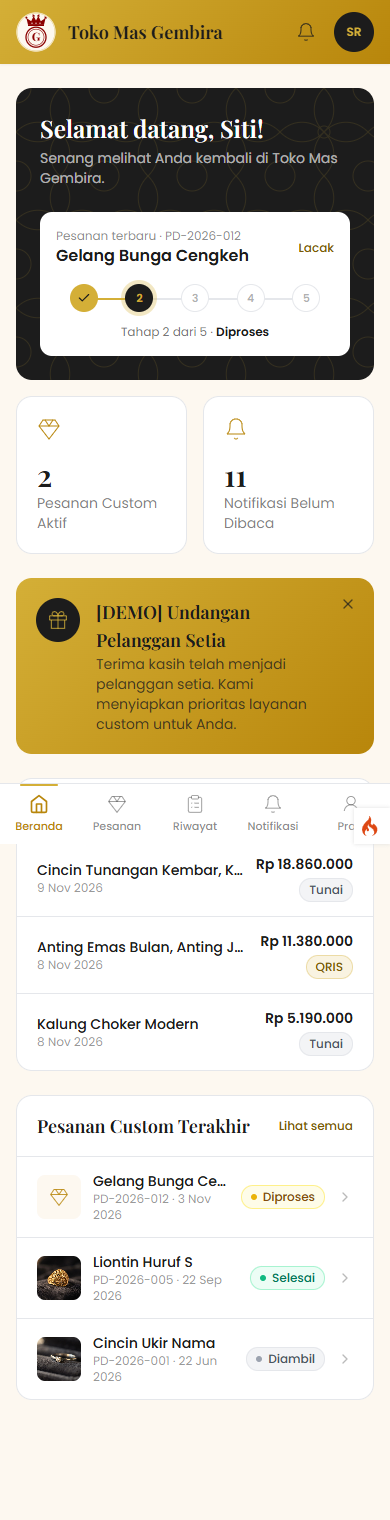 G
Toko Mas Gembira
SR
Selamat datang, Siti!
Senang melihat Anda kembali di Toko Mas
Gembira.
Pesanan terbaru · PD-2026-012
Gelang Bunga Cengkeh
Lacak
2
3
4
5
Tahap 2 dari 5 · Diproses
2
Pesanan Custom
Aktif
11
Notifikasi Belum
Dibaca
[DEMO] Undangan
Pelanggan Setia
Terima kasih telah menjadi
pelanggan setia. Kami
menyiapkan prioritas layanan
custom untuk Anda.
Beranda
Pesanan
Riwayat
Notifikasi
Cincin Tunangan Kembar, K...
Rp 18.860.000
9 Nov 2026
Tunai
Anting Emas Bulan, Anting J...
Rp 11.380.000
8 Nov 2026
QRIS
Kalung Choker Modern
Rp 5.190.000
8 Nov 2026
Tunai
Pesanan Custom Terakhir
Lihat semua
Gelang Bunga Ce...
PD-2026-012 · 3 Nov
2026
Diproses
Liontin Huruf S
PD-2026-005 · 22 Sep
2026
Selesai
Cincin Ukir Nama
PD-2026-001 · 22 Jun
2026
Diambil